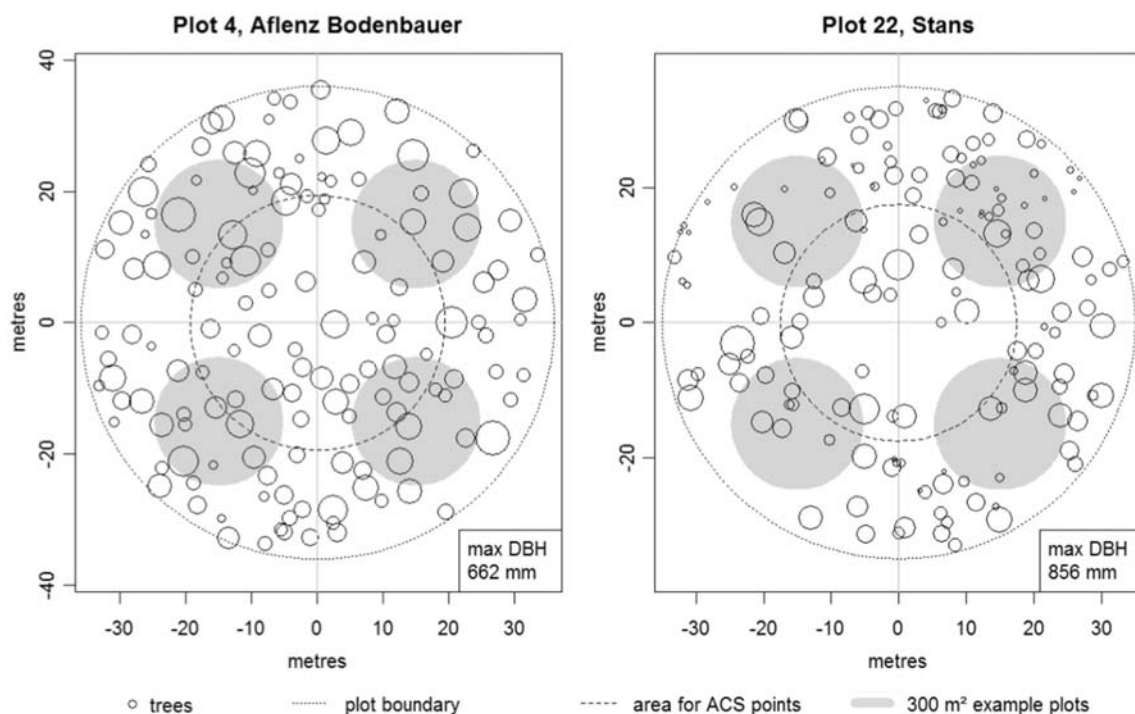 Plot 4, Aflenz Bodenbauer
40
20
0
-20
-40
metres
-30 -20 -10 0 10 20 30
metres
max DBH
662 mm
Plot 22, Stans
20
0
-20
metres
-30 -20 -10 0 10 20 30
metres
max DBH
856 mm
trees plot boundary area for ACS points 300 m² example plots